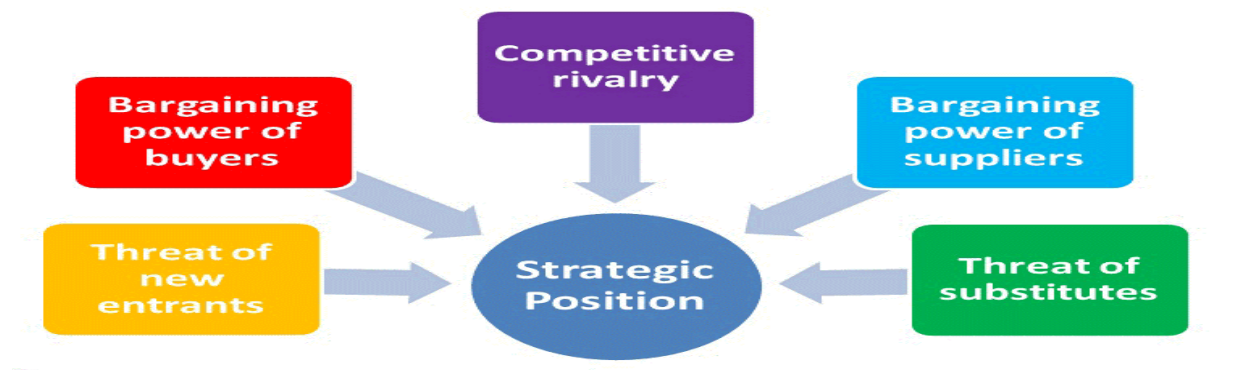 Competitive
rivalry
Bargaining
power of
buyers
Bargaining
power of
suppliers
Threat of
new
entrants
Strategic
Position
Threat of
substitutes